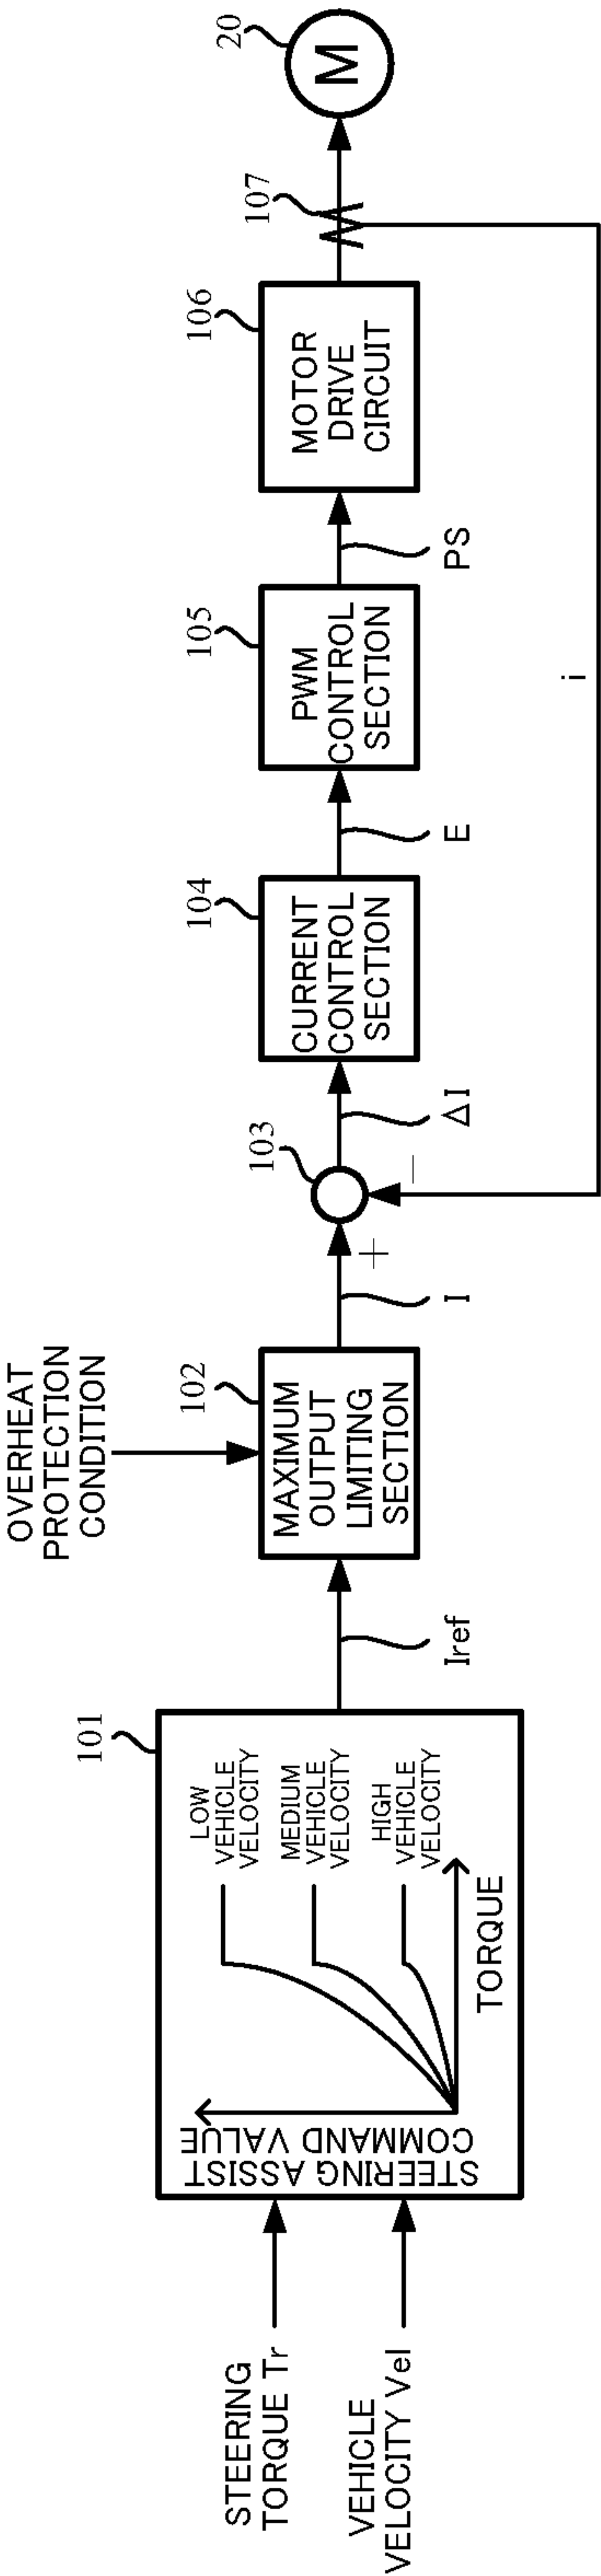 STEERING
TORQUE Tr
VEHICLE
VELOCITY Vel
101
STEERING ASSIST
COMMAND VALUE
LOW
VEHICLE
VELOCITY
MEDIUM
VEHICLE
VELOCITY
HIGH
VEHICLE
VELOCITY
TORQUE
Iref
OVERHEAT
PROTECTION
CONDITION
102
MAXIMUM
OUTPUT
LIMITING
SECTION
I
+
103
−
ΔI
104
CURRENT
CONTROL
SECTION
E
105
PWM
CONTROL
SECTION
PS
106
MOTOR
DRIVE
CIRCUIT
107
i
20
M